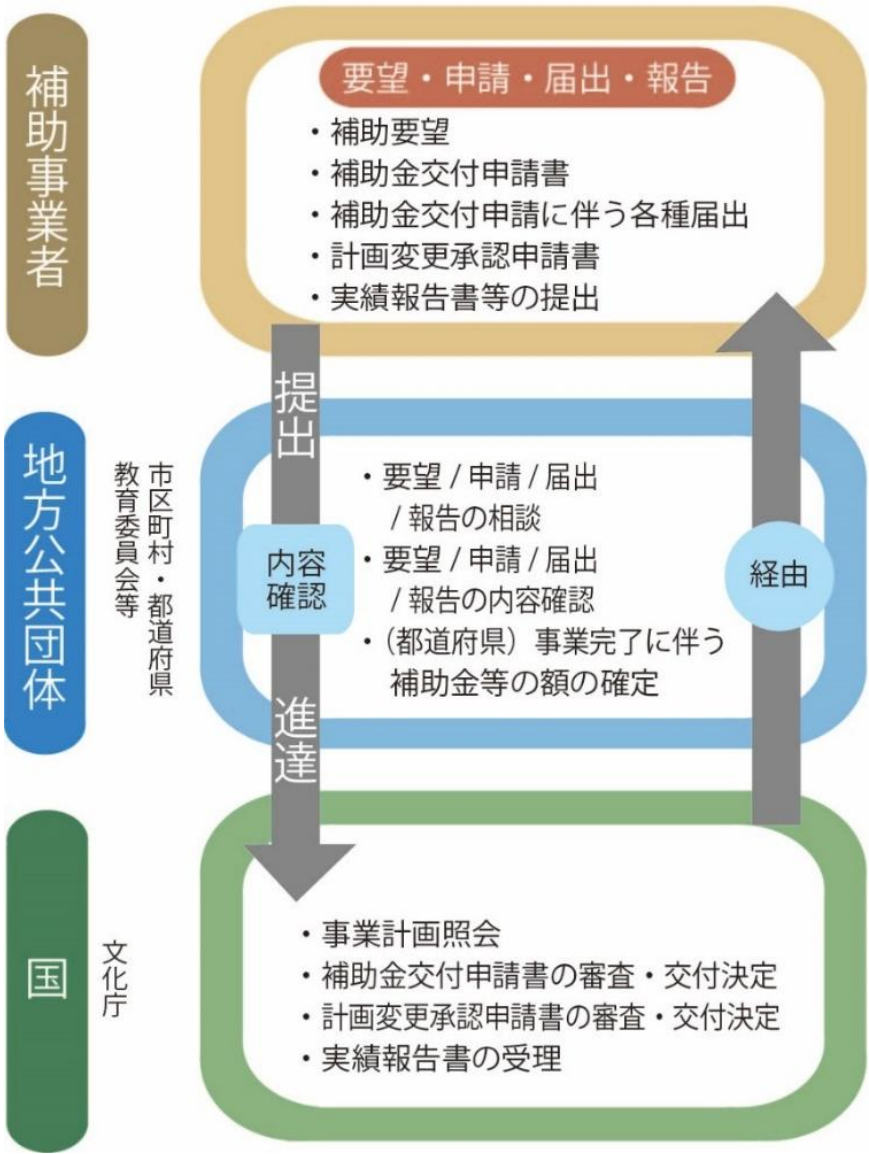 補助事業者
要望・申請・届出・報告
・補助要望
・補助金交付申請書
・補助金交付申請に伴う各種届出
・計画変更承認申請書
・実績報告書等の提出
提出
地方公共団体
市区町村・都道府県
教育委員会等
内容
確認
・要望 / 申請 / 届出
/ 報告の相談
・要望 / 申請 / 届出
/ 報告の内容確認
・(都道府県）事業完了に伴う
補助金等の額の確定
経由
進達
国
文化庁
・事業計画照会
・補助金交付申請書の審査・交付決定
・計画変更承認申請書の審査・交付決定
・実績報告書の受理